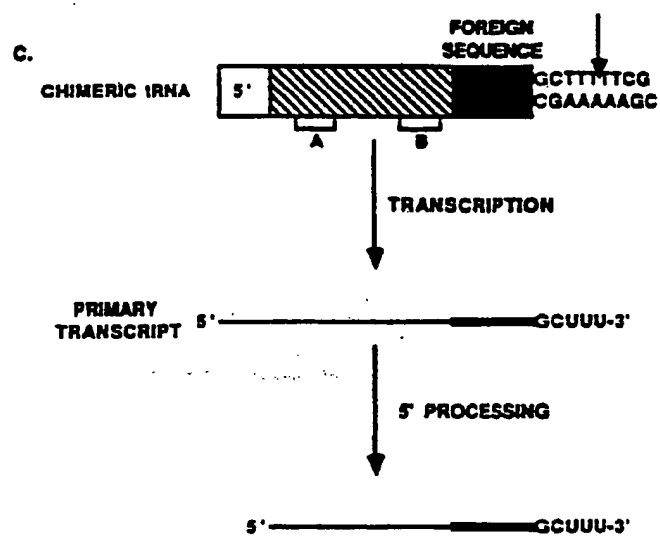 C.
FOREIGN
SEQUENCE
CHIMERIC tRNA
5'
GCTTTTTCG
CGAAAAAGC
A
B
TRANSCRIPTION
PRIMARY
TRANSCRIPT
5'
GCUUU-3'
5' PROCESSING
5'
GCUUU-3'